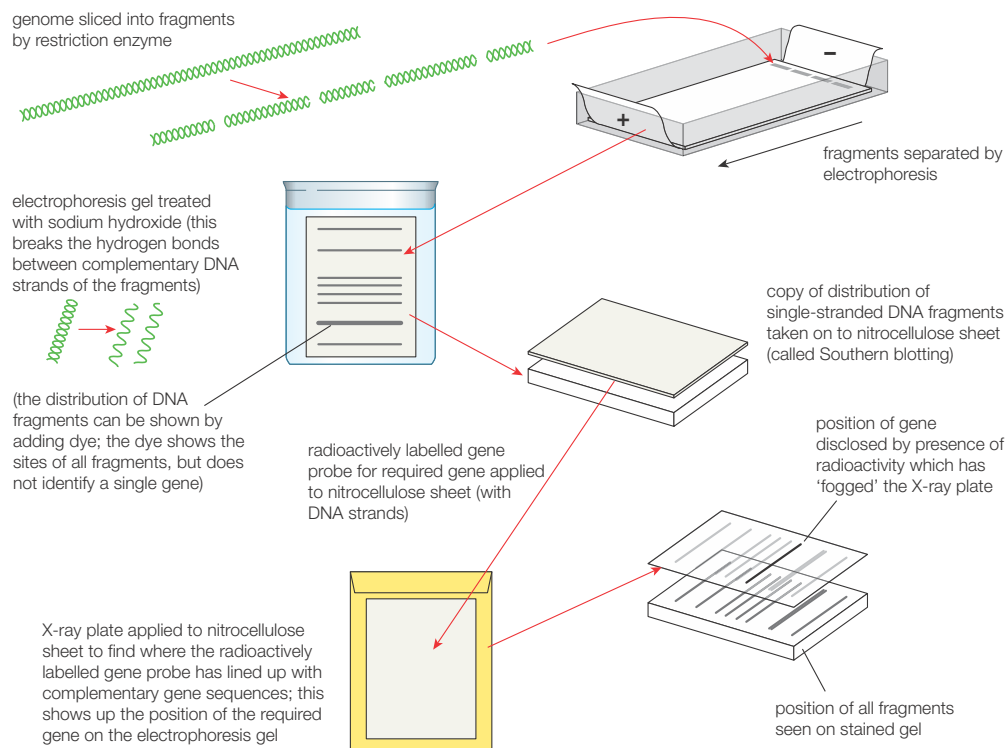 genome sliced into fragments
by restriction enzyme
-
+
fragments separated by
electrophoresis
electrophoresis gel treated
with sodium hydroxide (this
breaks the hydrogen bonds
between complementary DNA
strands of the fragments)
copy of distribution of
single-stranded DNA fragments
taken on to nitrocellulose sheet
(called Southern blotting)
(the distribution of DNA
fragments can be shown by
adding dye; the dye shows the
sites of all fragments, but does
not identify a single gene)
radioactively labelled gene
probe for required gene applied
to nitrocellulose sheet (with
DNA strands)
position of gene
disclosed by presence of
radioactivity which has
‘fogged’ the X-ray plate
X-ray plate applied to nitrocellulose
sheet to find where the radioactively
labelled gene probe has lined up with
complementary gene sequences; this
shows up the position of the required
gene on the electrophoresis gel
position of all fragments
seen on stained gel